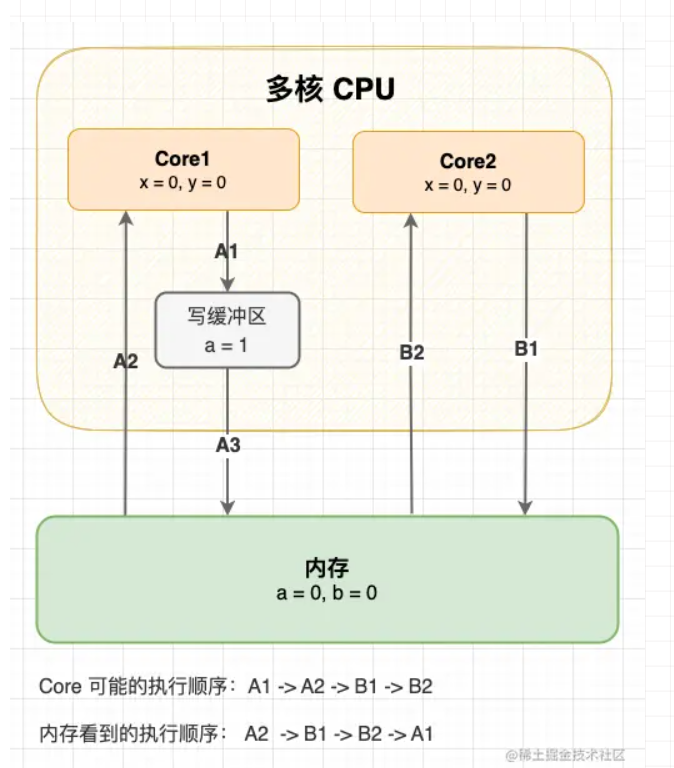 多核 CPU
Core1
x = 0, y = 0
Core2
x = 0, y = 0
A1
写缓冲区
a = 1
A2
B2
B1
A3
内存
a = 0, b = 0
Core 可能的执行顺序：A1 -> A2 -> B1 -> B2
内存看到的执行顺序： A2 -> B1 -> B2 -> A1
@稀土掘金技术社区